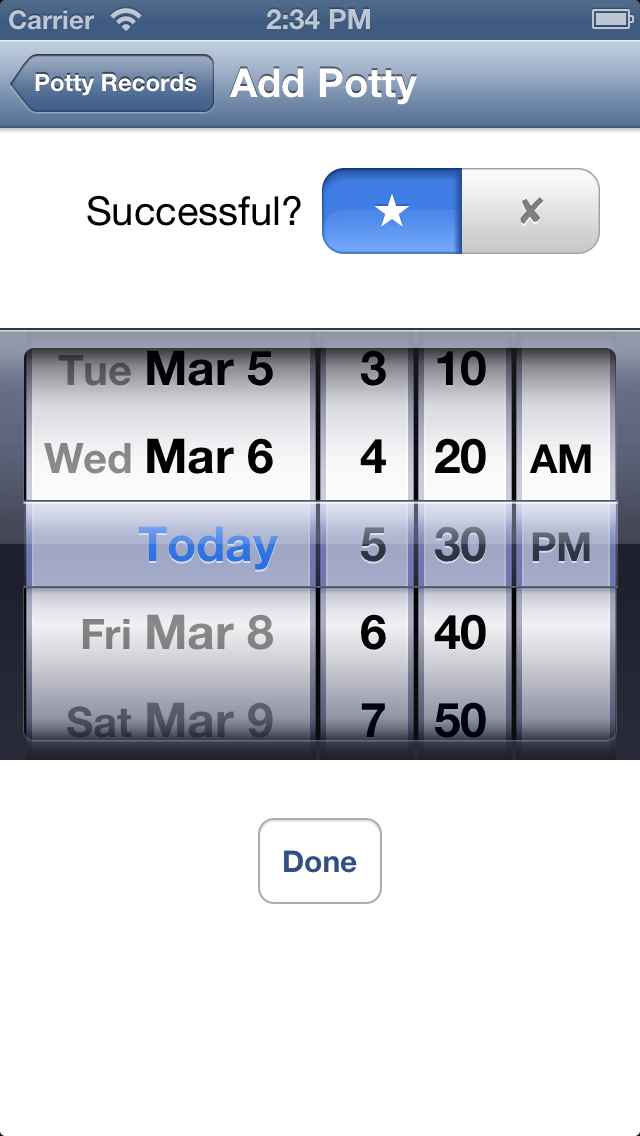 Carrier 2:34 PM
Potty Records Add Potty
Successful? ★ ✘
Tue Mar 5 3 10
Wed Mar 6 4 20 AM
Today 5 30 PM
Fri Mar 8 6 40
Sat Mar 9 7 50
Done